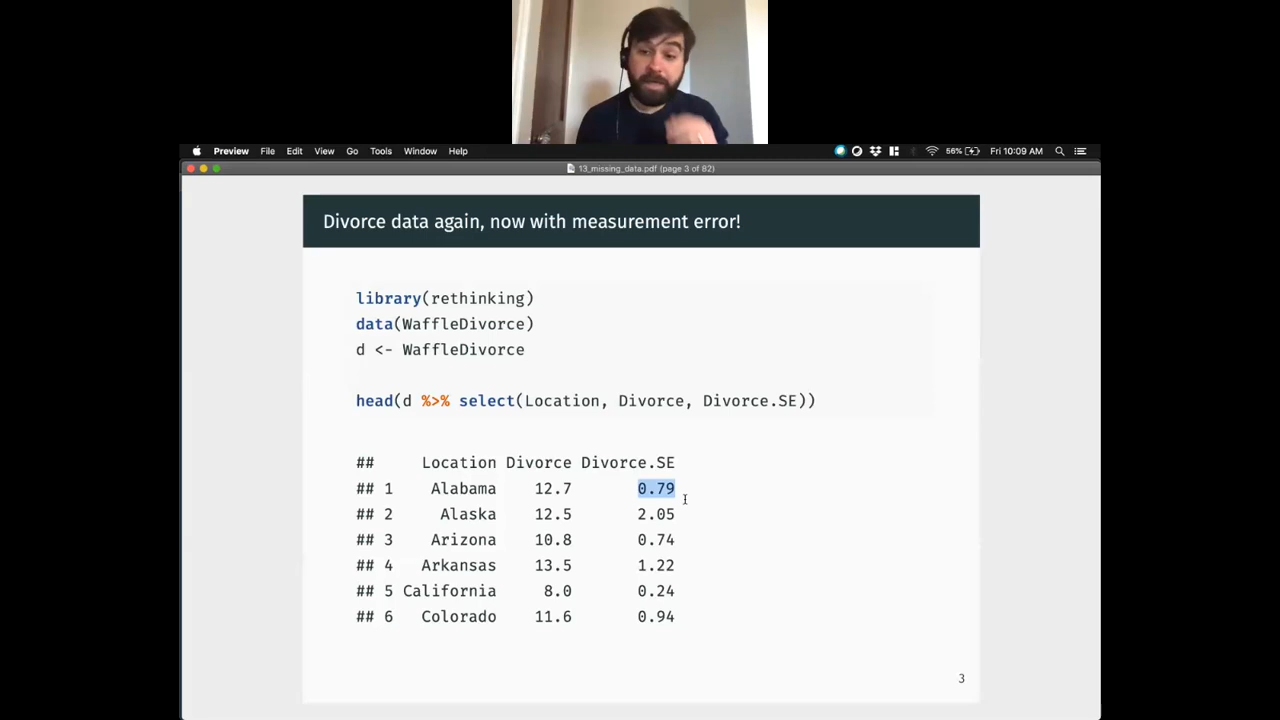 Preview File Edit View Go Tools Window Help 56% Fri 10:09 AM
13_missing_data.pdf (page 3 of 82)
Divorce data again, now with measurement error!
library(rethinking)
data(WaffleDivorce)
d <- WaffleDivorce
head(d %>% select(Location, Divorce, Divorce.SE))
## Location Divorce Divorce.SE
## 1 Alabama 12.7 0.79
## 2 Alaska 12.5 2.05
## 3 Arizona 10.8 0.74
## 4 Arkansas 13.5 1.22
## 5 California 8.0 0.24
## 6 Colorado 11.6 0.94
3